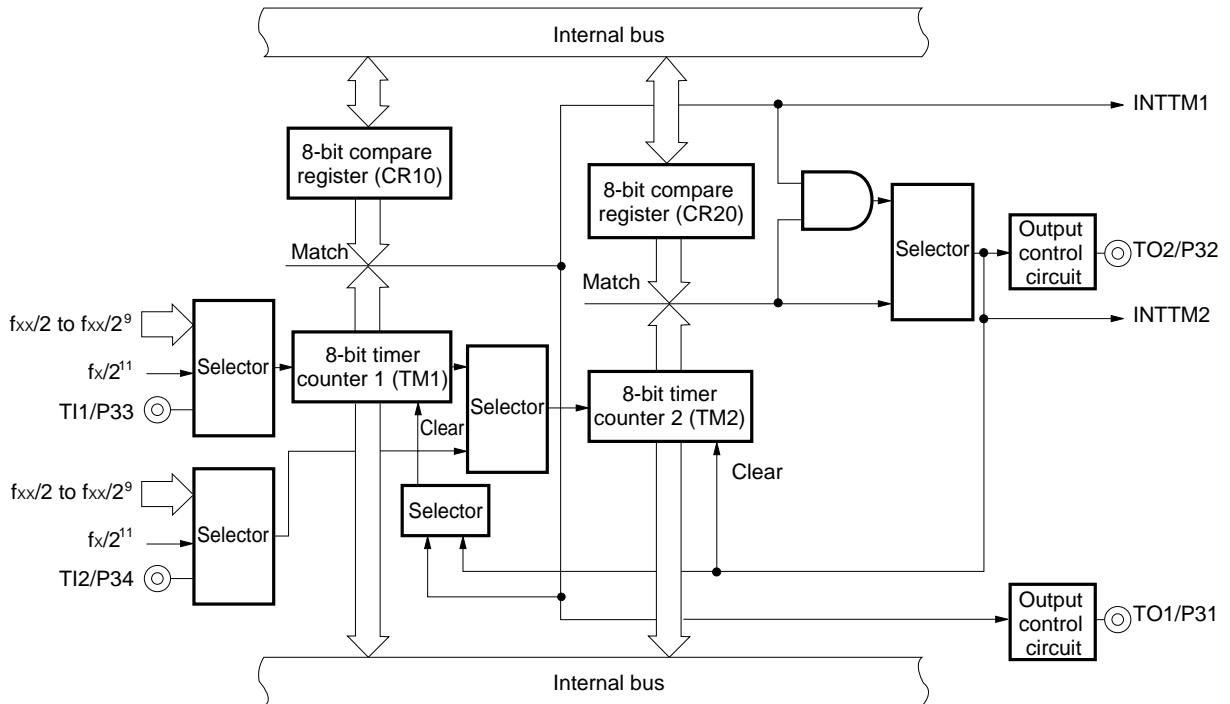 Internal bus
INTTM1
8-bit compare
register (CR10)
8-bit compare
register (CR20)
Selector
Output
control
circuit
TO2/P32
Match
Match
INTTM2
fxx/2 to fxx/2⁹
fx/2¹¹
TI1/P33
Selector
8-bit timer
counter 1 (TM1)
Selector
8-bit timer
counter 2 (TM2)
Clear
Clear
fxx/2 to fxx/2⁹
fx/2¹¹
TI2/P34
Selector
Selector
Output
control
circuit
TO1/P31
Internal bus